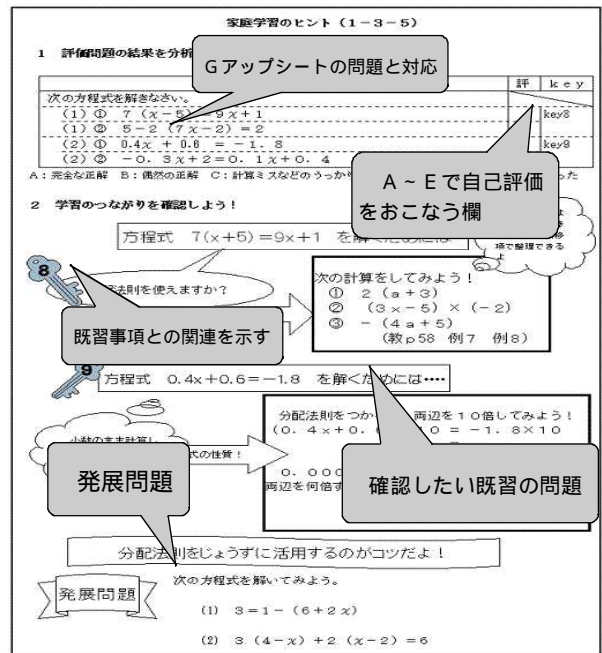 家庭学習のヒント（1－3－5）
1　評価問題の結果を分析
Gアップシートの問題と対応
評　key
次の方程式を解きなさい。
(1) ①　7 (x－5) ＝9x＋1
key8
(1) ②　5－2 (7x－2) ＝2
(2) ①　0.4x ＋ 0.6 ＝ －1. 8
key9
(2) ②　－0. 3x＋2＝0. 1x＋0. 4
A：完全な正解　B：偶然の正解　C：計算ミスなどのうっかり
った
A～Eで自己評価
をおこなう欄
2　学習のつながりを確認しよう！
方程式　7(x＋5)＝9x＋1　を解くためには
項で整理できる
よ
8
法則を使えますか？
次の計算をしてみよう！
①　2 (a＋3)
②　(3x－5) × (－2)
③　－ (4a＋5)
(教p58　例7　例8)
既習事項との関連を示す
9
方程式　0.4x＋0.6＝－1.8　を解くためには‥‥
分配法則をつか
両辺を10倍してみよう！
(0. 4x＋0. 6
10 ＝ －1. 8×10
小数のまま計算し
式の性質！
0. 000
両辺を何倍す
発展問題
確認したい既習の問題
分配法則をじょうずに活用するのがコツだよ！
発展問題
次の方程式を解いてみよう。
(1)　3＝1－ (6＋2x)
(2)　3 (4－x) ＋2 (x－2) ＝6